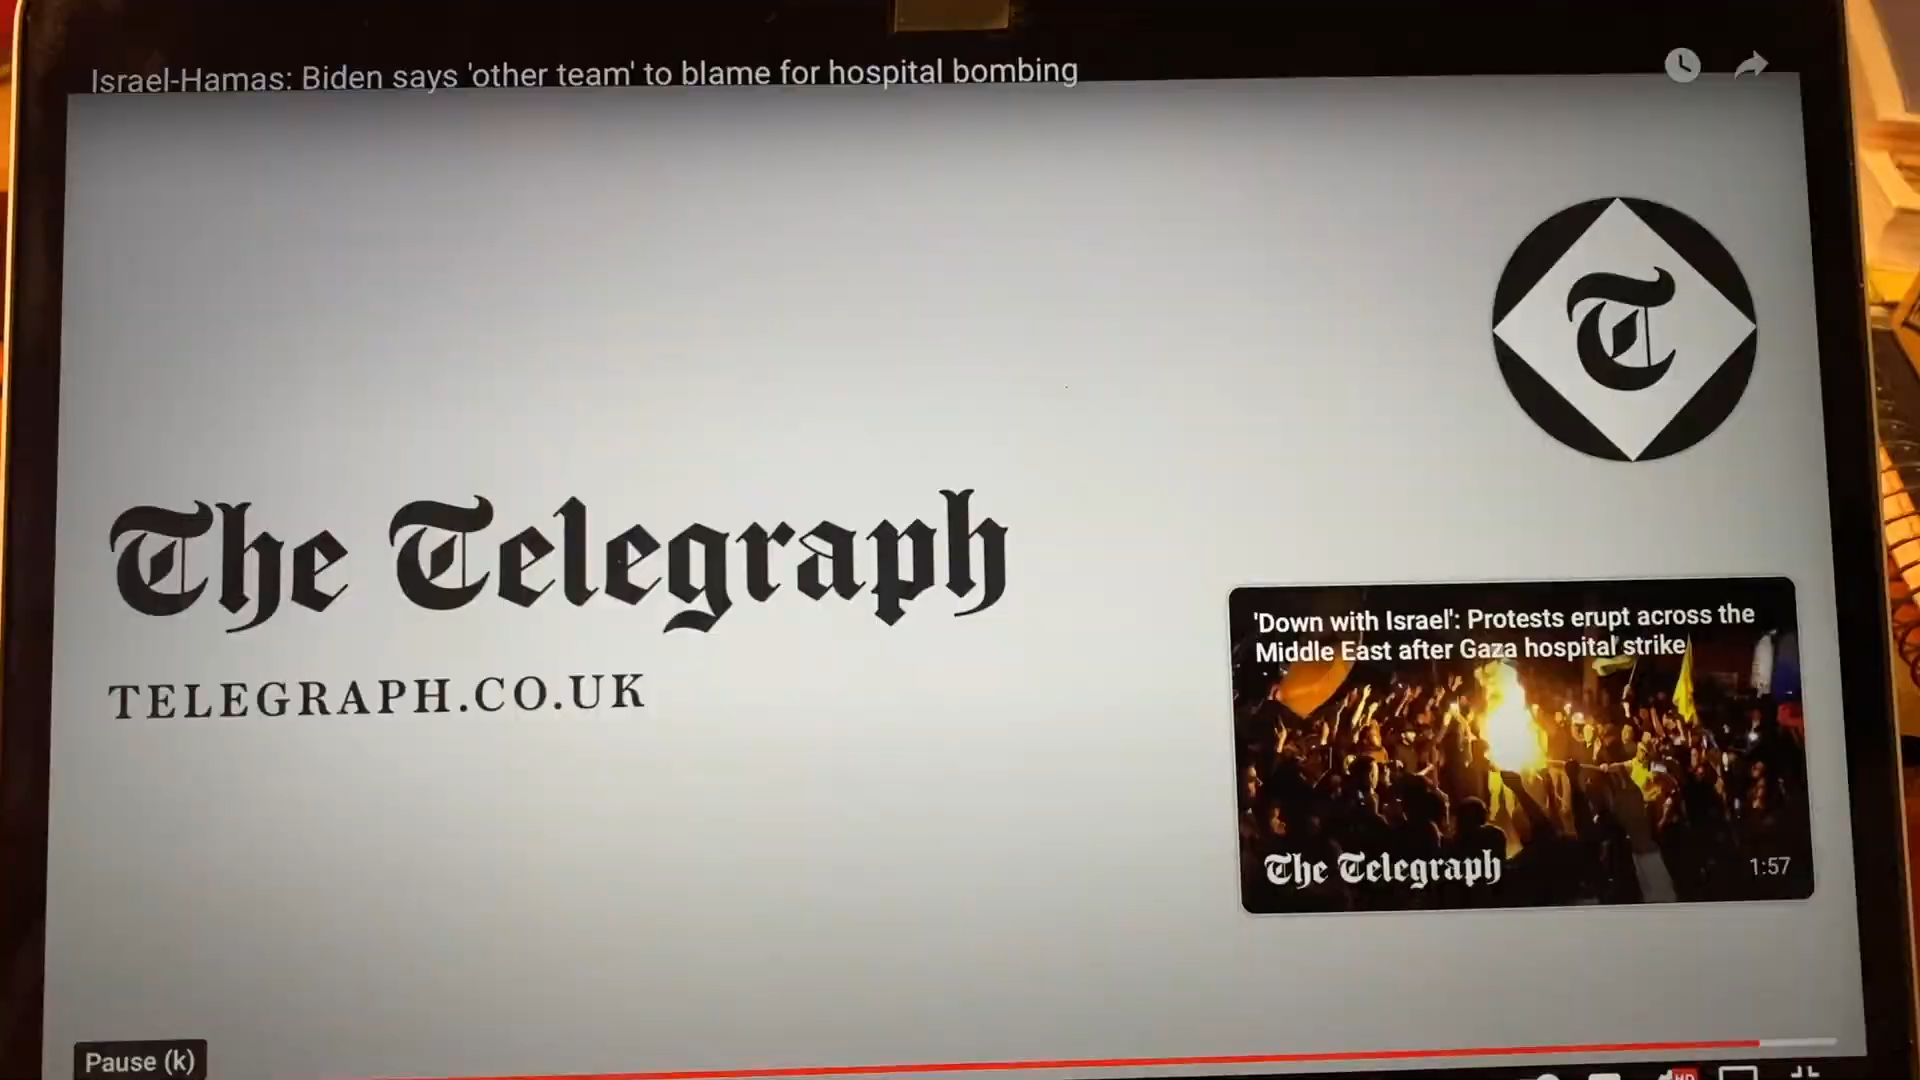 Israel-Hamas: Biden says 'other team' to blame for hospital bombing
T
The Telegraph
TELEGRAPH.CO.UK
'Down with Israel': Protests erupt across the
Middle East after Gaza hospital strike
The Telegraph
1:57
Pause (k)
HD